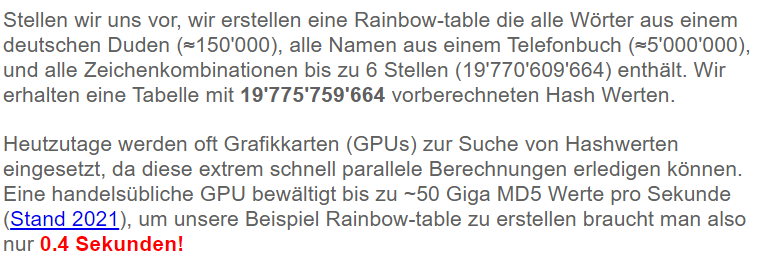 Stellen wir uns vor, wir erstellen eine Rainbow-table die alle Wörter aus einem
deutschen Duden (≈150'000), alle Namen aus einem Telefonbuch (≈5'000'000),
und alle Zeichenkombinationen bis zu 6 Stellen (19'770'609'664) enthält. Wir
erhalten eine Tabelle mit 19'775'759'664 vorberechneten Hash Werten.
Heutzutage werden oft Grafikkarten (GPUs) zur Suche von Hashwerten
eingesetzt, da diese extrem schnell parallele Berechnungen erledigen können.
Eine handelsübliche GPU bewältigt bis zu ~50 Giga MD5 Werte pro Sekunde
(Stand 2021), um unsere Beispiel Rainbow-table zu erstellen braucht man also
nur 0.4 Sekunden!